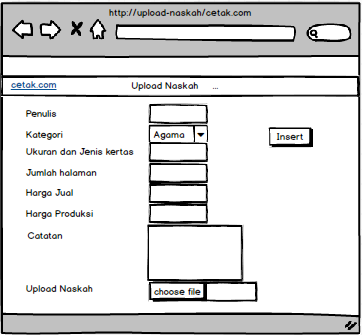 http://upload-naskah/cetak.com
cetak.com Upload Naskah ...
Penulis
Kategori Agama Insert
Ukuran dan Jenis kertas
Jumlah halaman
Harga Jual
Harga Produksi
Catatan
Upload Naskah choose file